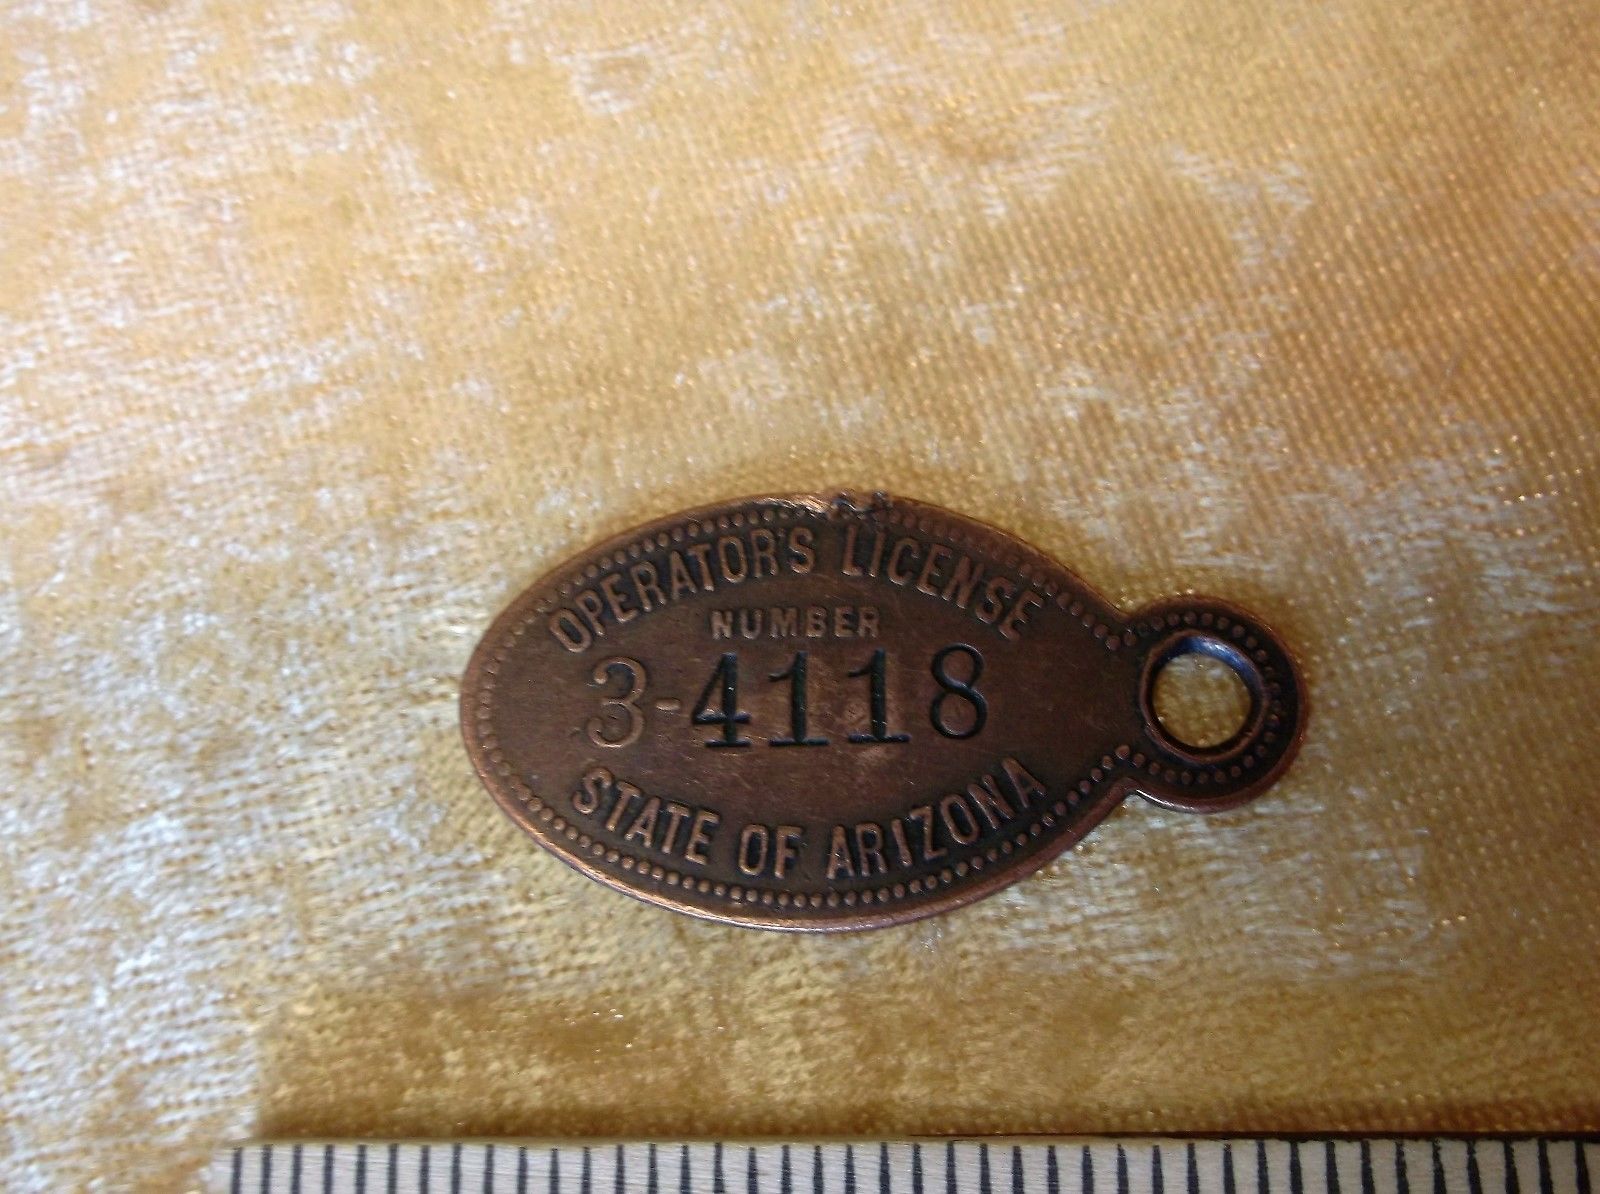 OPERATOR'S LICENSE
NUMBER
3-4118
STATE OF ARIZONA